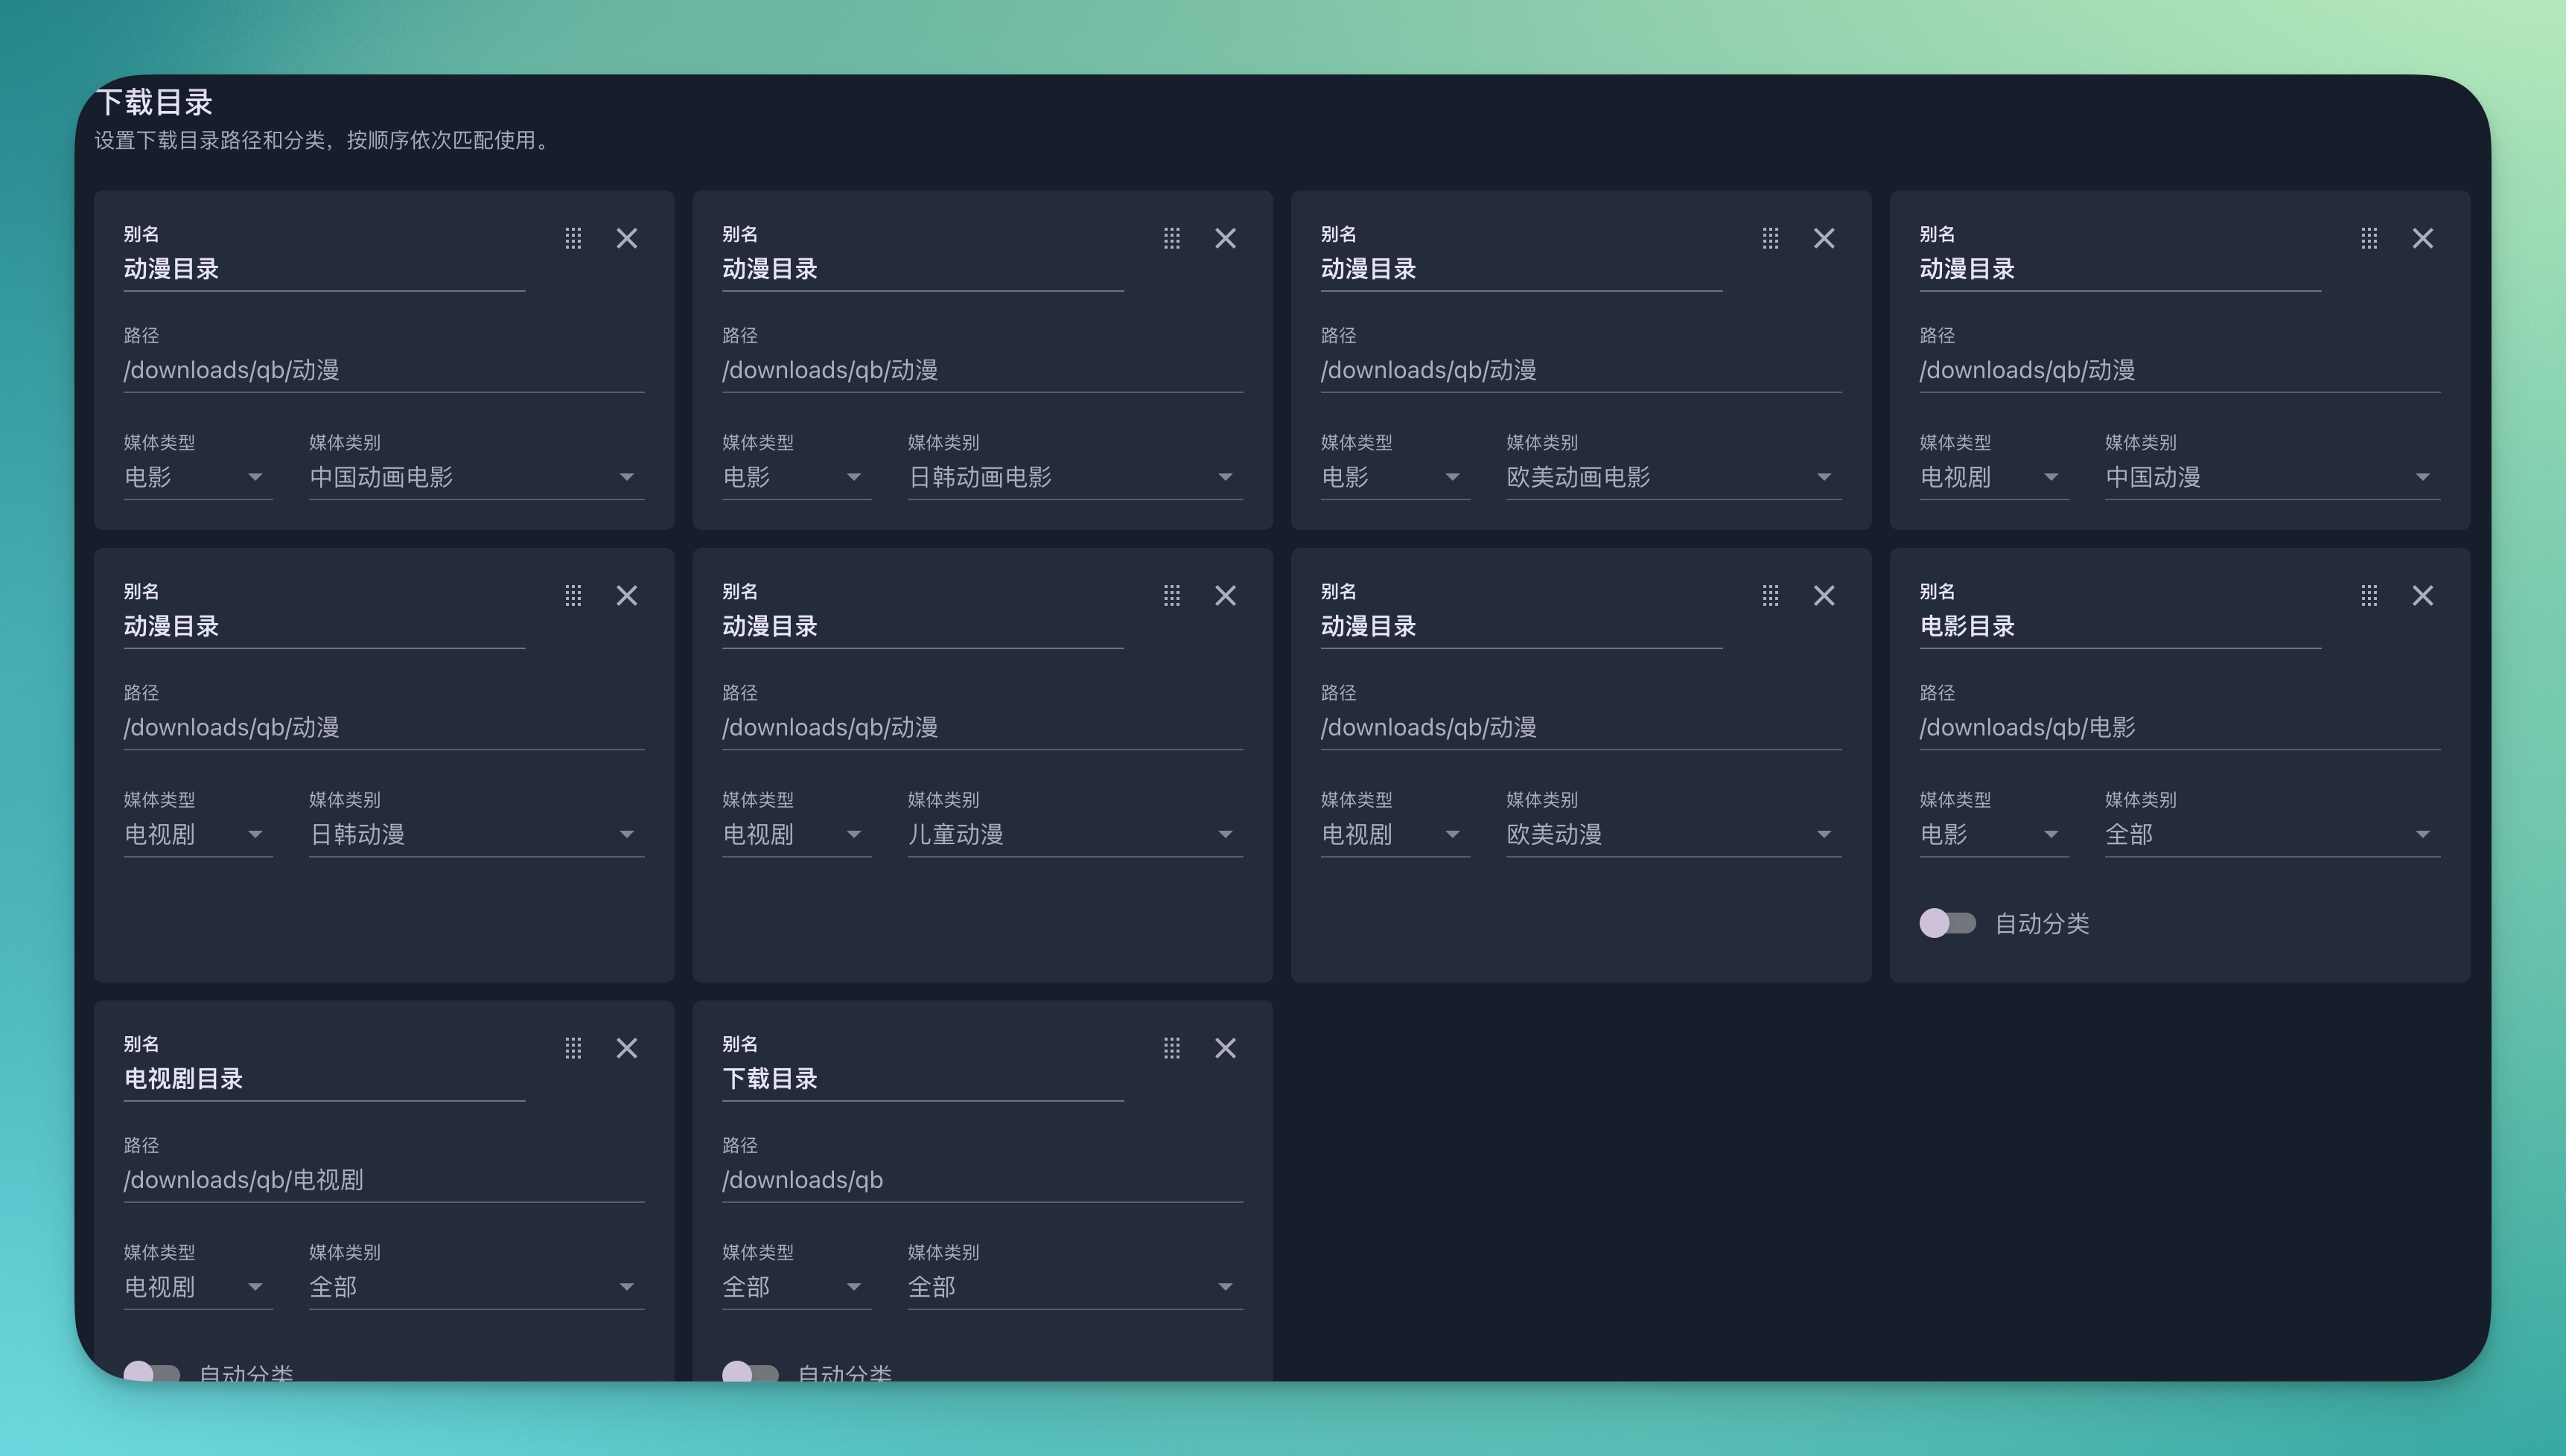 下载目录
设置下载目录路径和分类，按顺序依次匹配使用。
别名
动漫目录
路径
/downloads/qb/动漫
媒体类型
电影
媒体类别
中国动画电影
别名
动漫目录
路径
/downloads/qb/动漫
媒体类型
电影
媒体类别
日韩动画电影
别名
动漫目录
路径
/downloads/qb/动漫
媒体类型
电影
媒体类别
欧美动画电影
别名
动漫目录
路径
/downloads/qb/动漫
媒体类型
电视剧
媒体类别
中国动漫
别名
动漫目录
路径
/downloads/qb/动漫
媒体类型
电视剧
媒体类别
日韩动漫
别名
动漫目录
路径
/downloads/qb/动漫
媒体类型
电视剧
媒体类别
儿童动漫
别名
动漫目录
路径
/downloads/qb/动漫
媒体类型
电视剧
媒体类别
欧美动漫
别名
电影目录
路径
/downloads/qb/电影
媒体类型
电影
媒体类别
全部
自动分类
别名
电视剧目录
路径
/downloads/qb/电视剧
媒体类型
电视剧
媒体类别
全部
自动分类
别名
下载目录
路径
/downloads/qb
媒体类型
全部
媒体类别
全部
自动分类